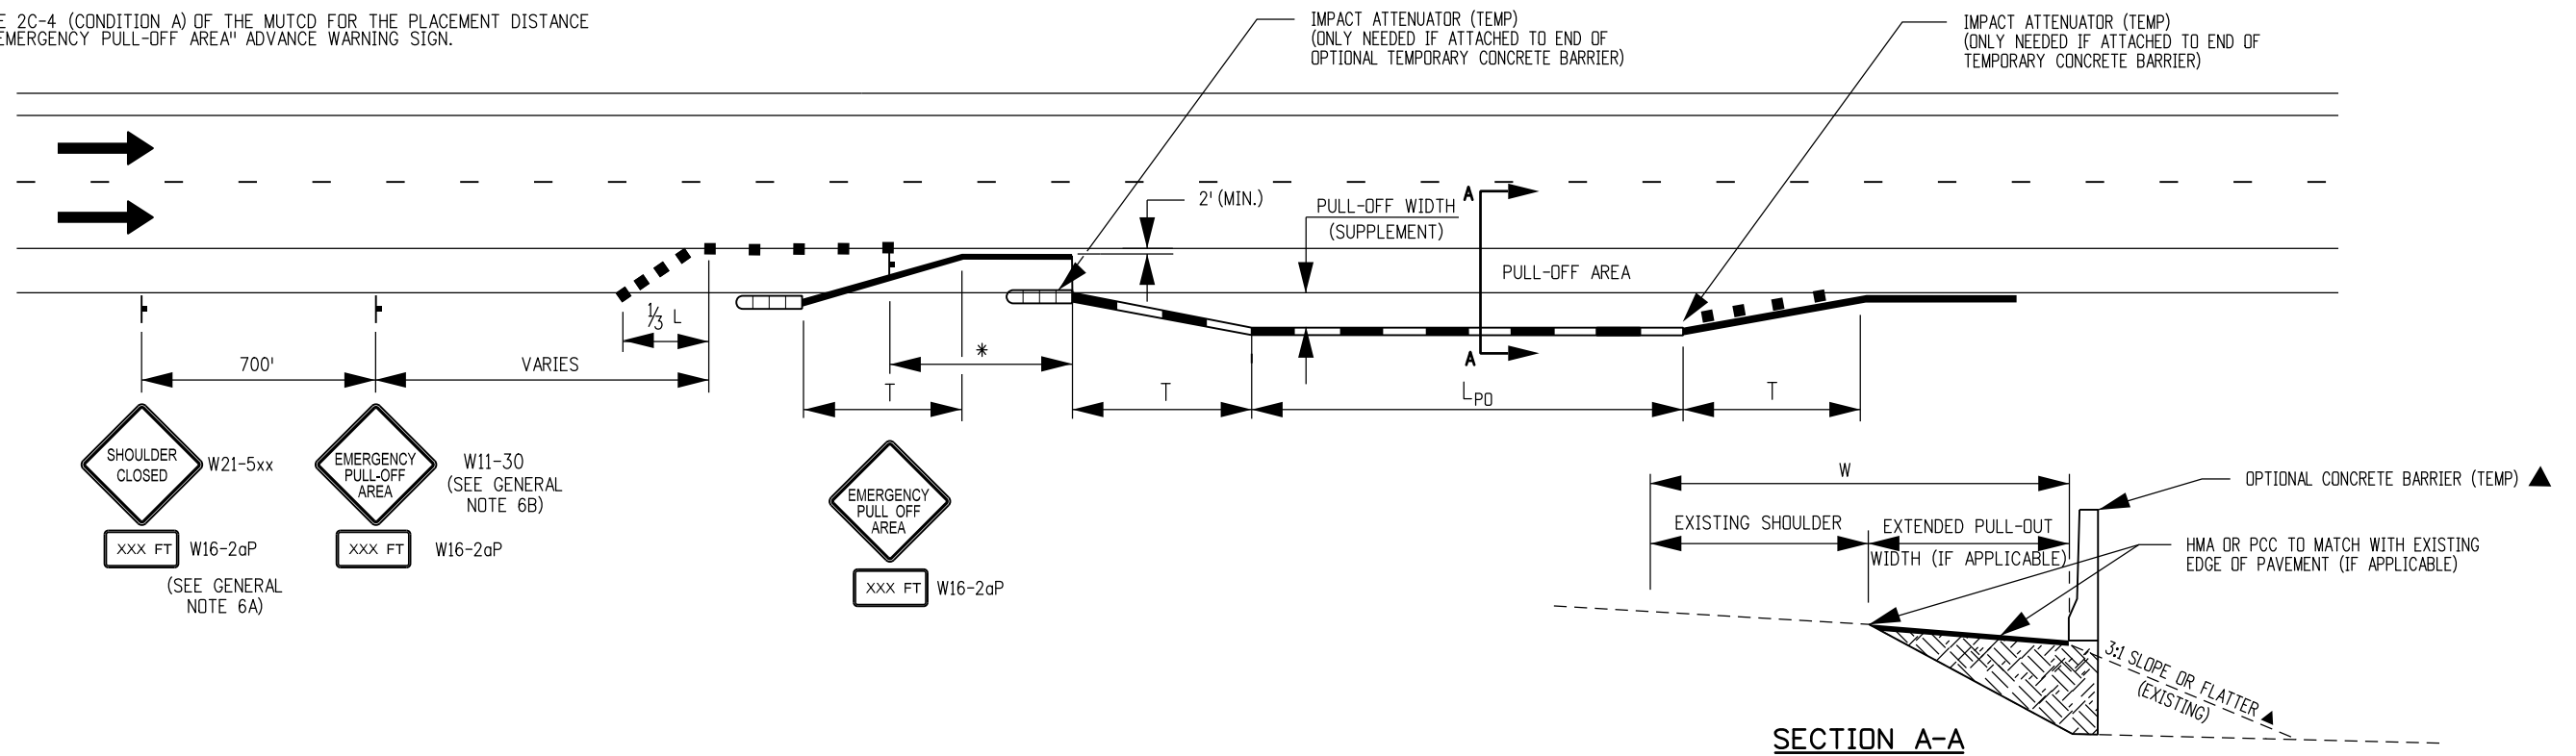 E 2C-4 (CONDITION A) OF THE MUTCD FOR THE PLACEMENT DISTANCE
EMERGENCY PULL-OFF AREA" ADVANCE WARNING SIGN.
IMPACT ATTENUATOR (TEMP)
(ONLY NEEDED IF ATTACHED TO END OF
OPTIONAL TEMPORARY CONCRETE BARRIER)
IMPACT ATTENUATOR (TEMP)
(ONLY NEEDED IF ATTACHED TO END OF
TEMPORARY CONCRETE BARRIER)
2' (MIN.)
PULL-OFF WIDTH
(SUPPLEMENT)
A
PULL-OFF AREA
A
1/3 L
*
700'
VARIES
T
T
LPO
T
SHOULDER
CLOSED
W21-5xx
XXX FT
W16-2aP
(SEE GENERAL
NOTE 6A)
EMERGENCY
PULL-OFF
AREA
W11-30
(SEE GENERAL
NOTE 6B)
XXX FT
W16-2aP
EMERGENCY
PULL OFF
AREA
XXX FT
W16-2aP
W
OPTIONAL CONCRETE BARRIER (TEMP) ▲
EXISTING SHOULDER
EXTENDED PULL-OUT
WIDTH (IF APPLICABLE)
HMA OR PCC TO MATCH WITH EXISTING
EDGE OF PAVEMENT (IF APPLICABLE)
3:1 SLOPE OR FLATTER ▲
(EXISTING)
SECTION A-A